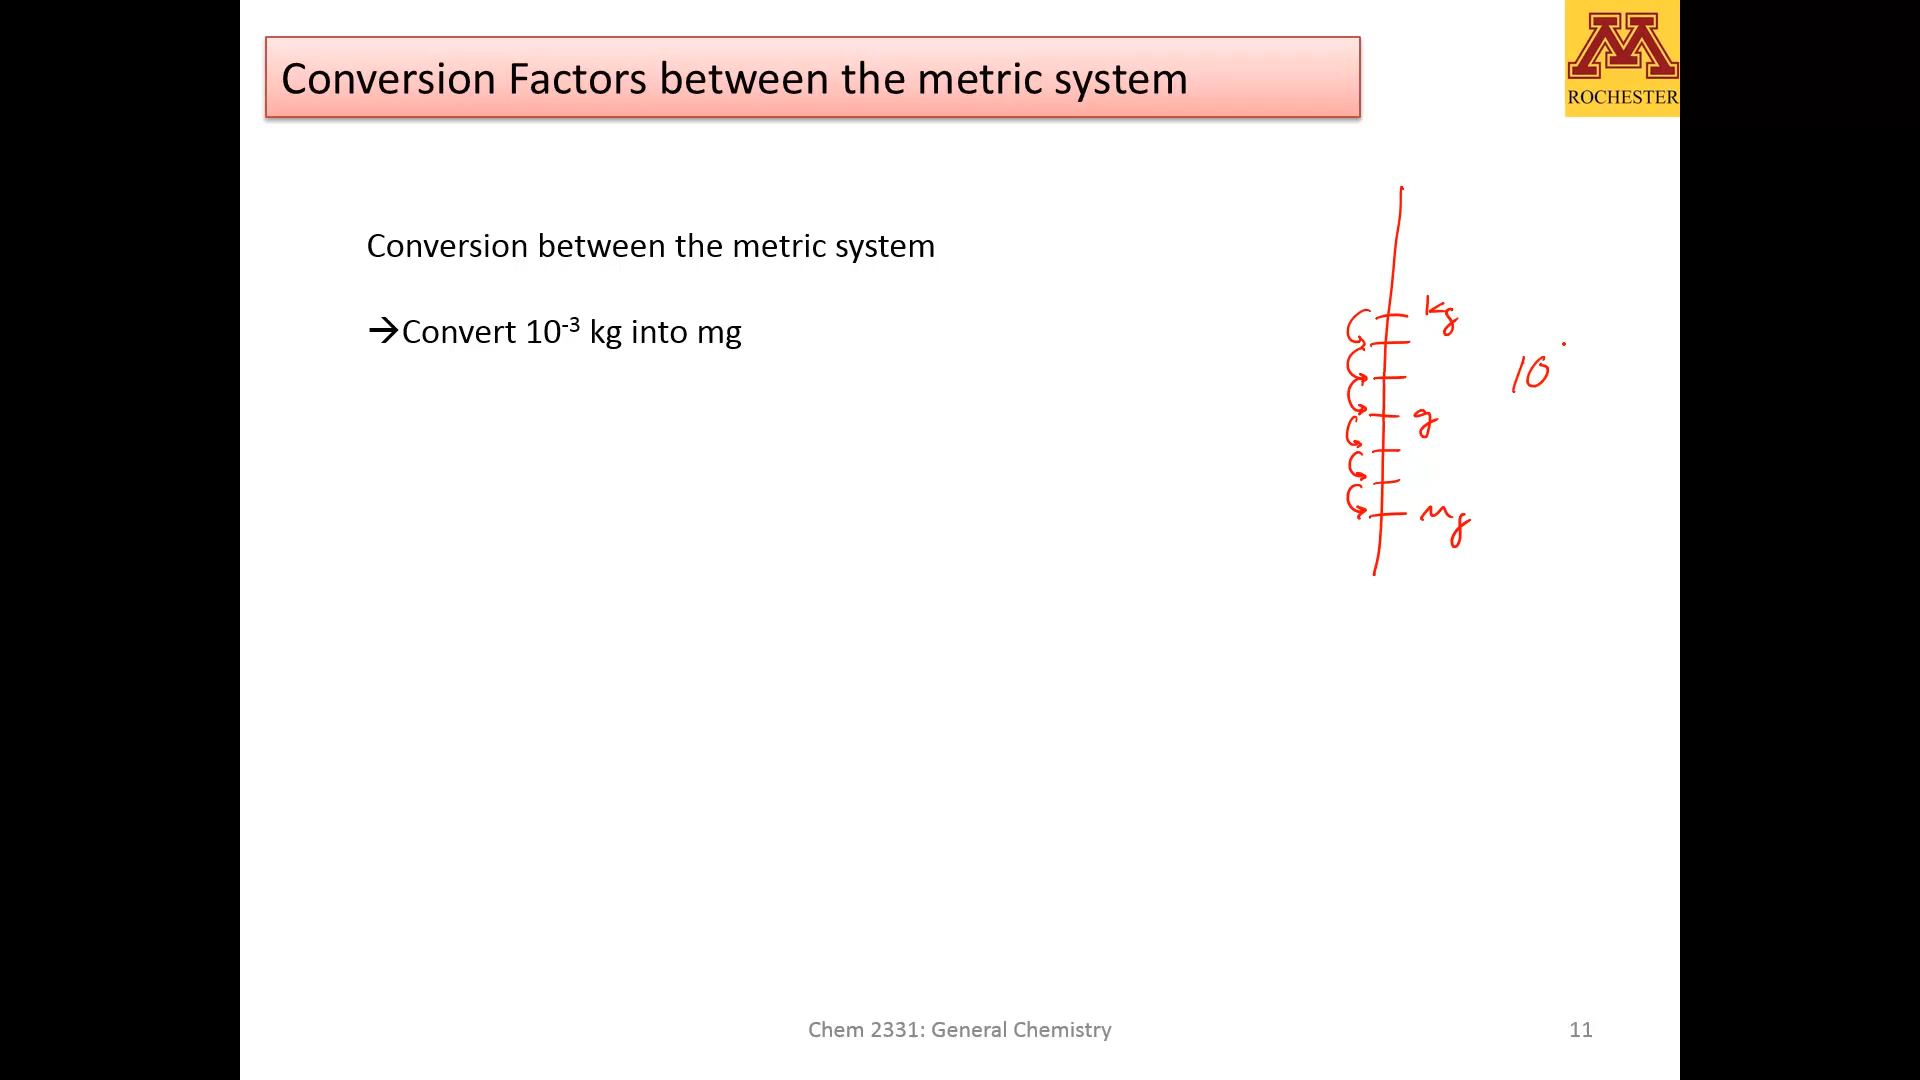 Conversion Factors between the metric system
M
ROCHESTER
Conversion between the metric system
→Convert 10⁻³ kg into mg
kg
10
g
mg
Chem 2331: General Chemistry
11